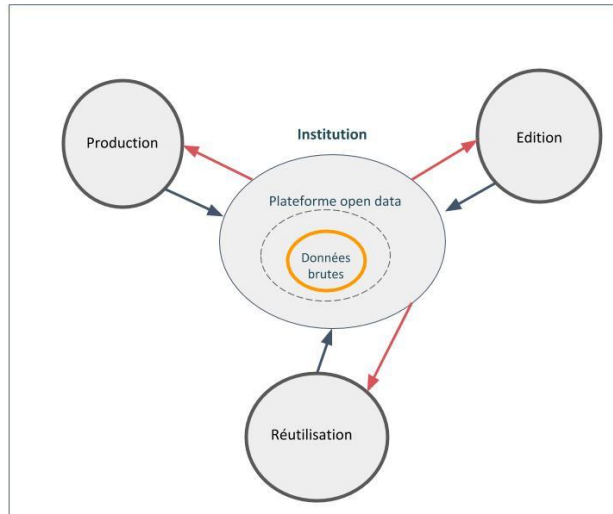 Institution
Production
Edition
Plateforme open data
Données
brutes
Réutilisation